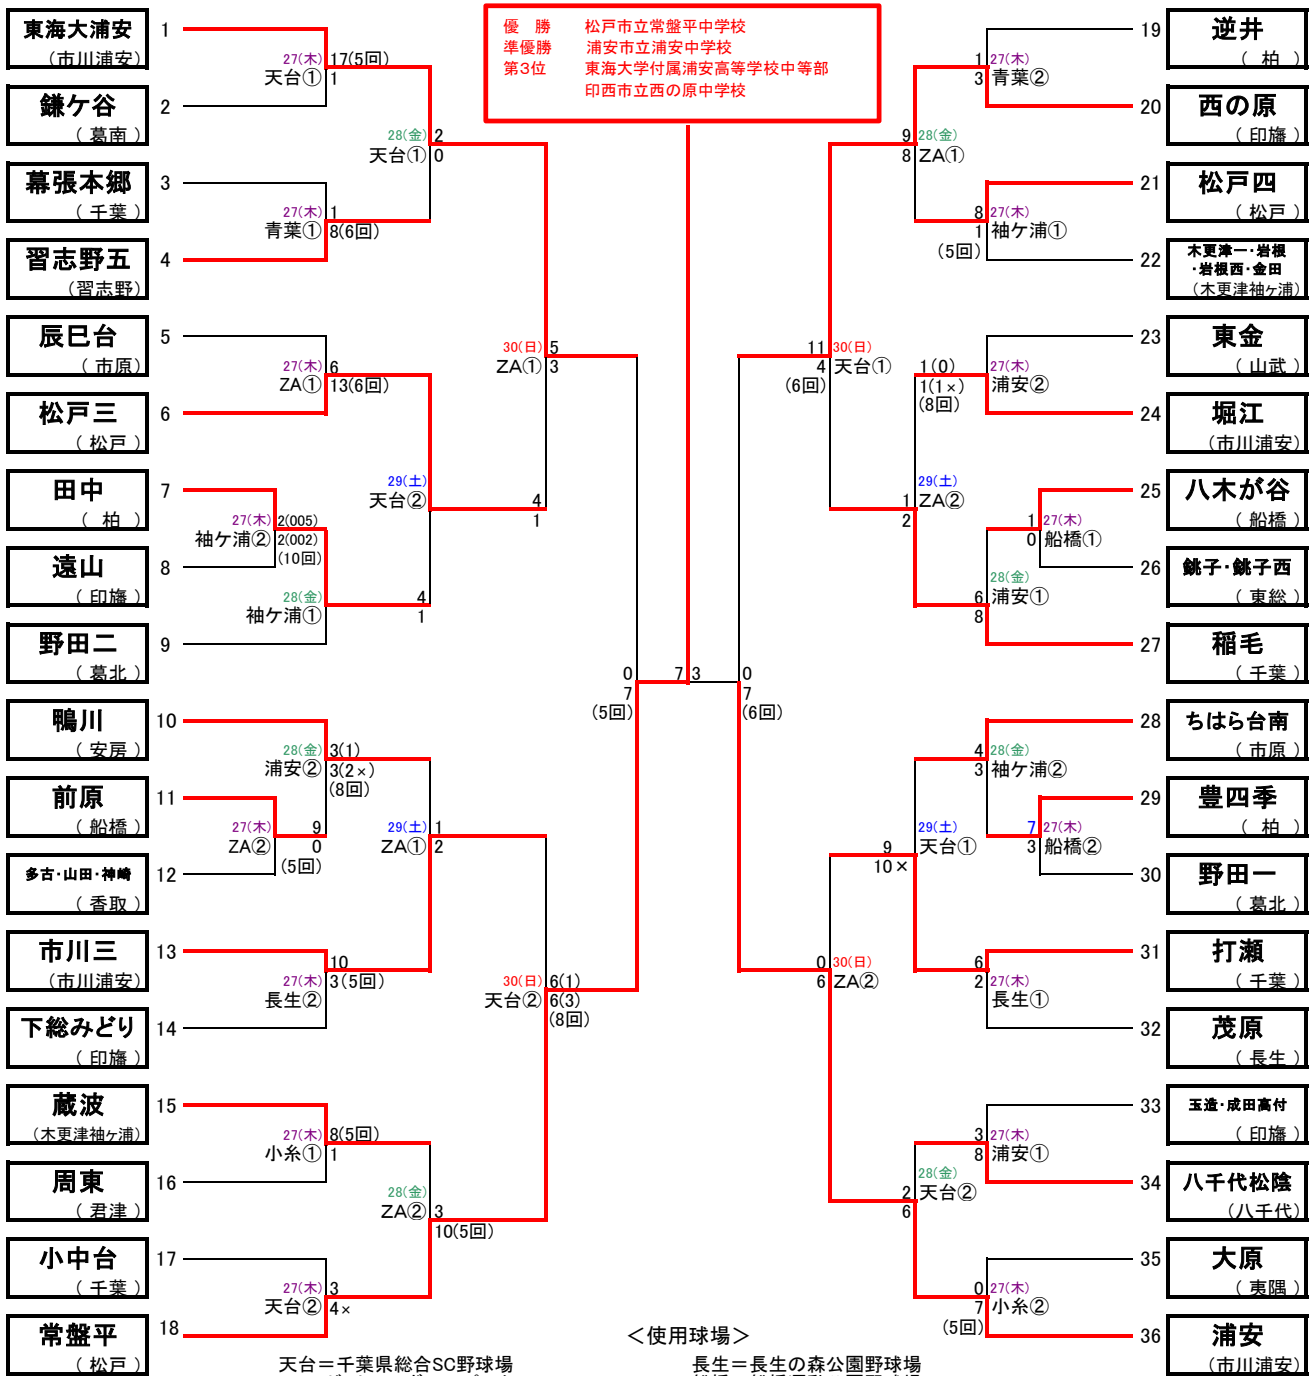 優　勝　松戸市立常盤平中学校
準優勝　浦安市立浦安中学校
第3位　東海大学付属浦安高等学校中等部
印西市立西の原中学校
東海大浦安
(市川浦安)
1
鎌ケ谷
( 葛南 )
2
27(木) 17(5回)
天台① 1
幕張本郷
( 千葉 )
3
習志野五
(習志野)
4
27(木) 1
青葉① 8(6回)
28(金) 2
天台① 0
辰巳台
( 市原 )
5
松戸三
( 松戸 )
6
27(木) 6
ZA① 13(6回)
田中
( 柏 )
7
遠山
( 印旛 )
8
27(木) 2(005)
袖ケ浦② 2(002)
(10回)
野田二
( 葛北 )
9
28(金) 4
袖ケ浦① 1
29(土) 4
天台② 1
30(日) 5
ZA① 3
鴨川
( 安房 )
10
前原
( 船橋 )
11
多古・山田・神崎
( 香取 )
12
27(木) 9
ZA② 0
(5回)
28(金) 3(1)
浦安② 3(2×)
(8回)
市川三
(市川浦安)
13
下総みどり
( 印旛 )
14
10
27(木) 3(5回)
長生②
29(土) 1
ZA① 2
蔵波
(木更津袖ヶ浦)
15
周東
( 君津 )
16
27(木) 8(5回)
小糸① 1
小中台
( 千葉 )
17
常盤平
( 松戸 )
18
27(木) 3
天台② 4×
28(金)
ZA② 3
10(5回)
30(日) 6(1)
天台② 6(3)
(8回)
0
7
(5回)
7 3
0
7
(6回)
19
逆井
( 柏 )
20
西の原
( 印旛 )
1 27(木)
3 青葉②
21
松戸四
( 松戸 )
22
木更津一・岩根
・岩根西・金田
(木更津袖ヶ浦)
8 27(木)
1 袖ケ浦①
(5回)
9 28(金)
8 ZA①
23
東金
( 山武 )
24
堀江
(市川浦安)
1(0) 27(木)
1(1×) 浦安②
(8回)
25
八木が谷
( 船橋 )
26
銚子・銚子西
( 東総 )
1 27(木)
0 船橋①
27
稲毛
( 千葉 )
28(金)
6 浦安①
8
29(土)
1 ZA②
2
11 30(日)
4 天台①
(6回)
28
ちはら台南
( 市原 )
29
豊四季
( 柏 )
30
野田一
( 葛北 )
7 27(木)
3 船橋②
4 28(金)
3 袖ケ浦②
31
打瀬
( 千葉 )
32
茂原
( 長生 )
6 27(木)
2 長生①
29(土)
9 天台①
10×
33
玉造・成田高付
( 印旛 )
34
八千代松陰
(八千代)
3 27(木)
8 浦安①
35
大原
( 夷隅 )
36
浦安
(市川浦安)
0 27(木)
7 小糸②
(5回)
28(金)
2 天台②
6
0 30(日)
6 ZA②
＜使用球場＞
天台＝千葉県総合SC野球場
長生＝長生の森公園野球場